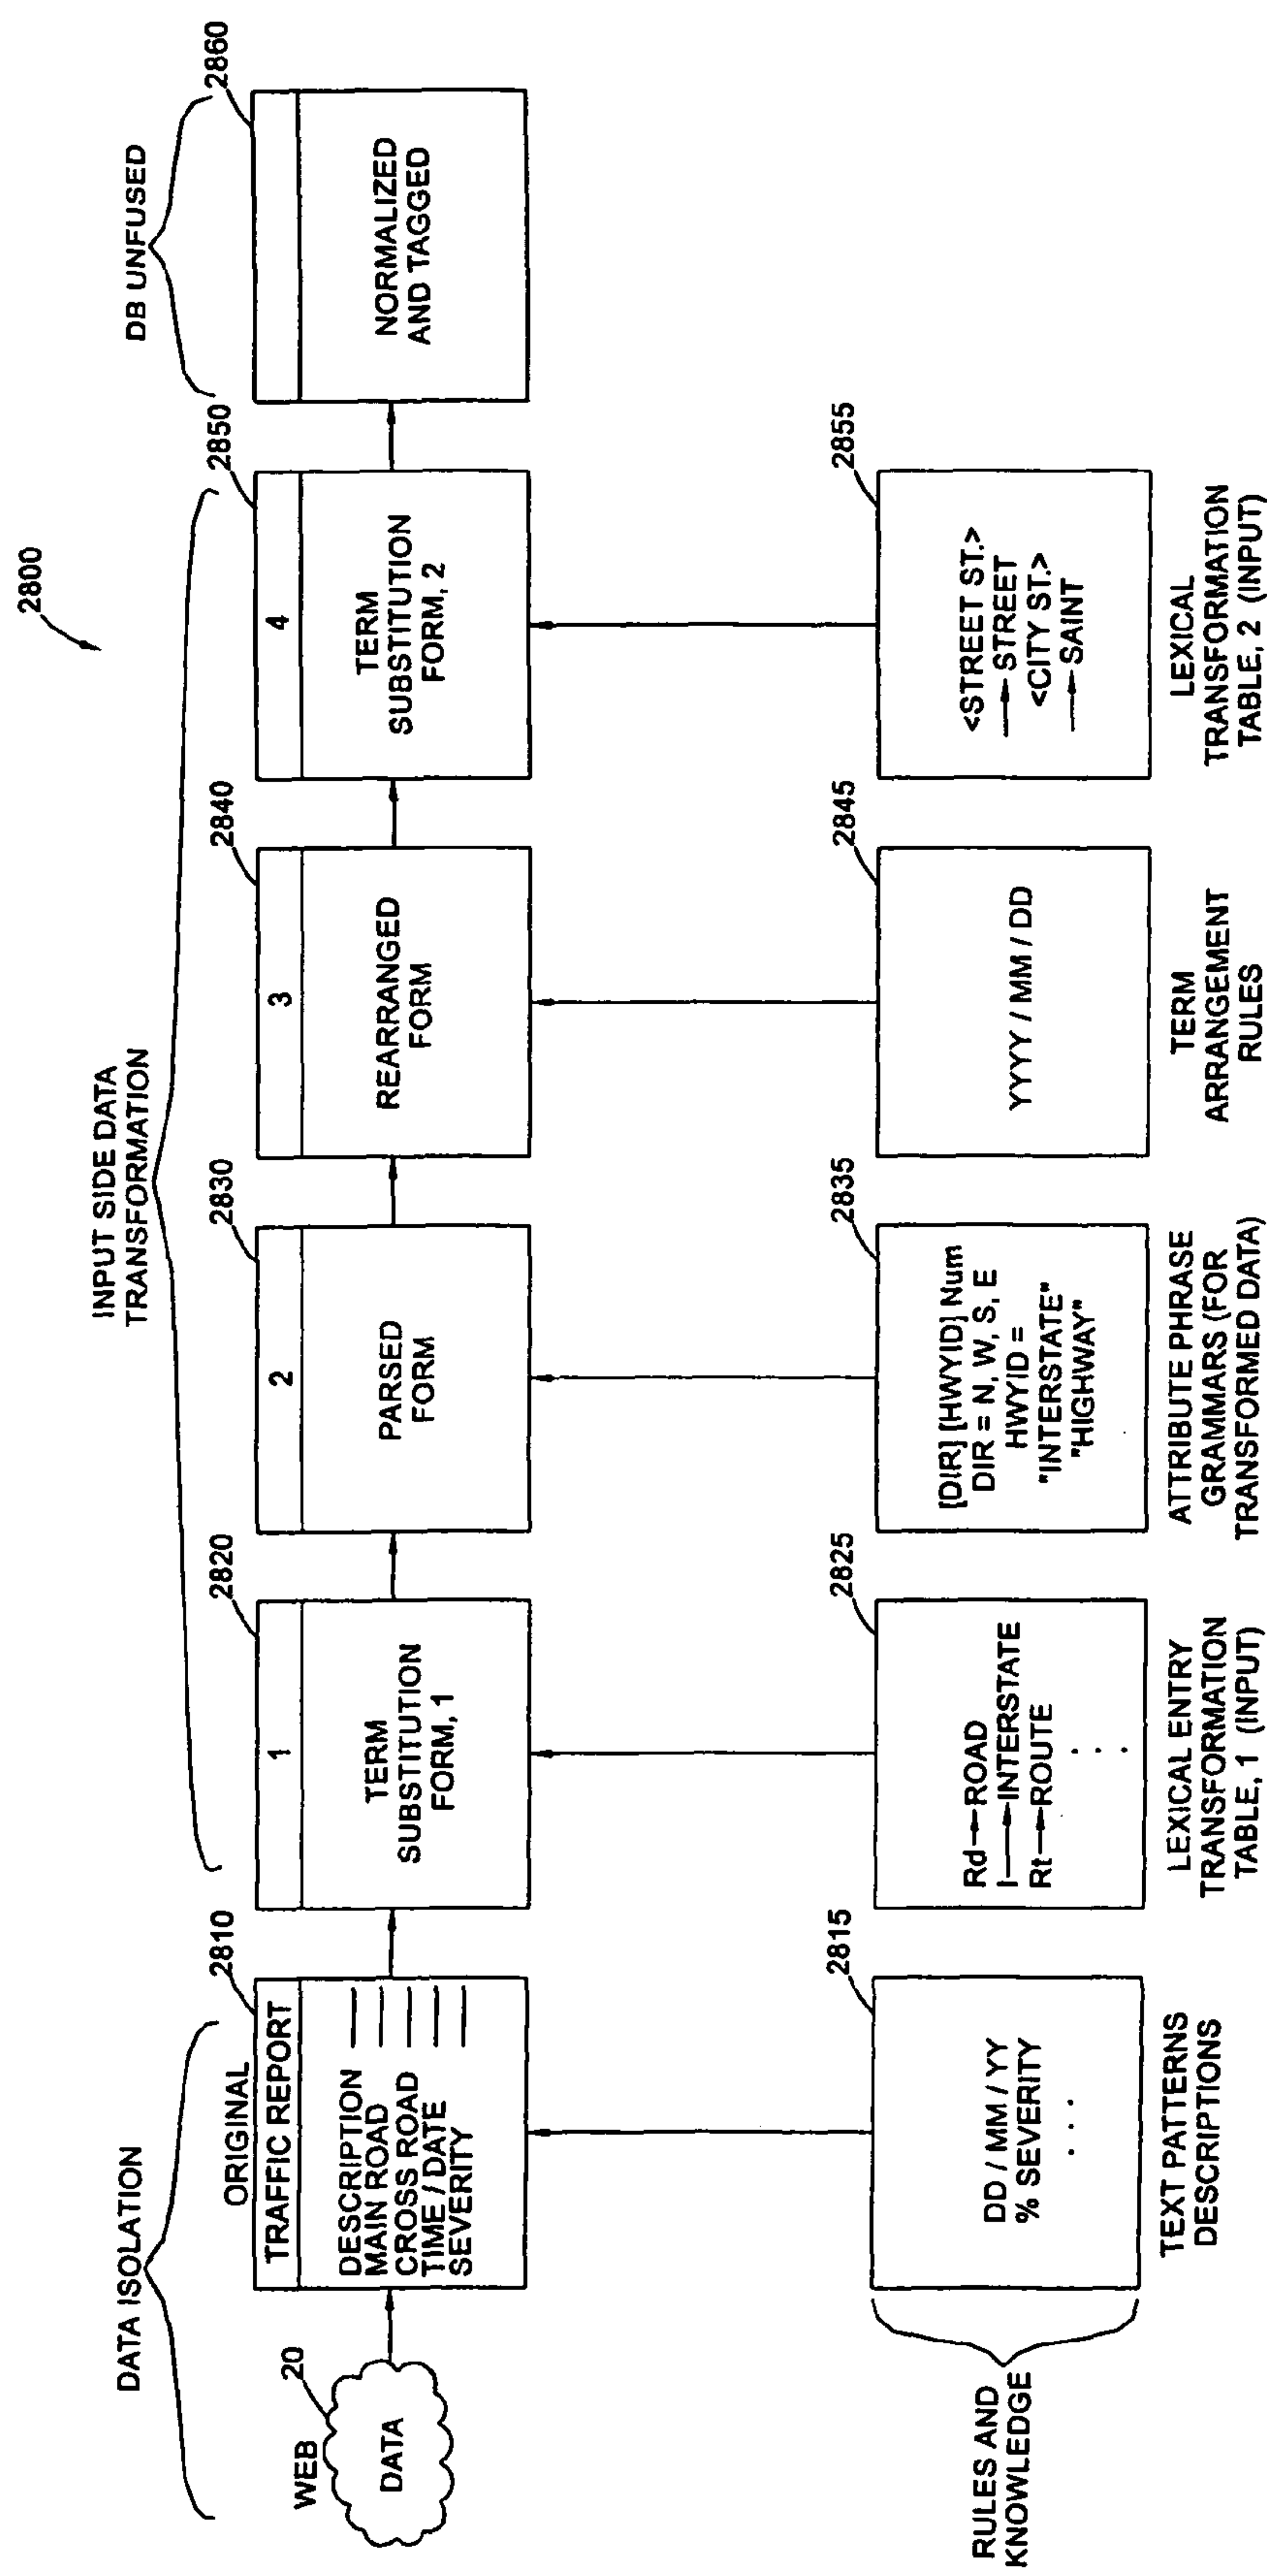 2800
DATA ISOLATION
INPUT SIDE DATA
TRANSFORMATION
DB UNFUSED
WEB
20
DATA
ORIGINAL
2810
TRAFFIC REPORT
DESCRIPTION
MAIN ROAD
CROSS ROAD
TIME / DATE
SEVERITY
2820
1
TERM
SUBSTITUTION
FORM, 1
2830
2
PARSED
FORM
2840
3
REARRANGED
FORM
2850
4
TERM
SUBSTITUTION
FORM, 2
2860
NORMALIZED
AND TAGGED
RULES AND
KNOWLEDGE
2815
DD / MM / YY
% SEVERITY
. . .
TEXT PATTERNS
DESCRIPTIONS
2825
Rd→ROAD
I→INTERSTATE
Rt→ROUTE
.
.
.
LEXICAL ENTRY
TRANSFORMATION
TABLE, 1 (INPUT)
2835
[DIR] [HWYID] Num
DIR = N, W, S, E
HWYID =
"INTERSTATE"
"HIGHWAY"
ATTRIBUTE PHRASE
GRAMMARS (FOR
TRANSFORMED DATA)
2845
YYYY / MM / DD
TERM
ARRANGEMENT
RULES
2855
<STREET ST.>
→STREET
<CITY ST.>
→SAINT
LEXICAL
TRANSFORMATION
TABLE, 2 (INPUT)